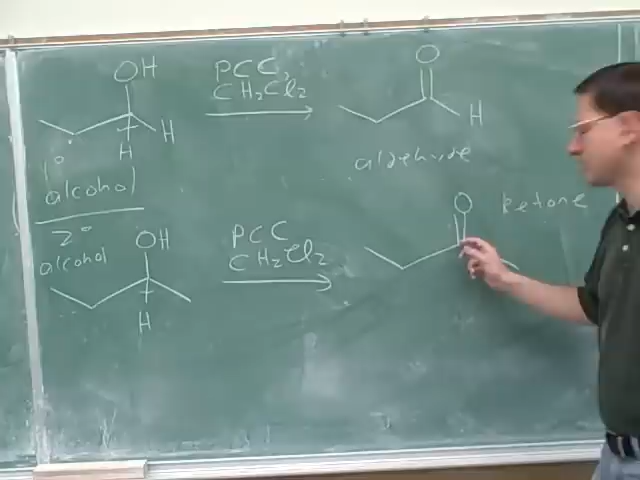 OH
PCC,
CH₂Cl₂
O
H
H
H
aldehyde
1°
alcohol
2°
alcohol
OH
H
PCC
CH₂Cl₂
O
ketone